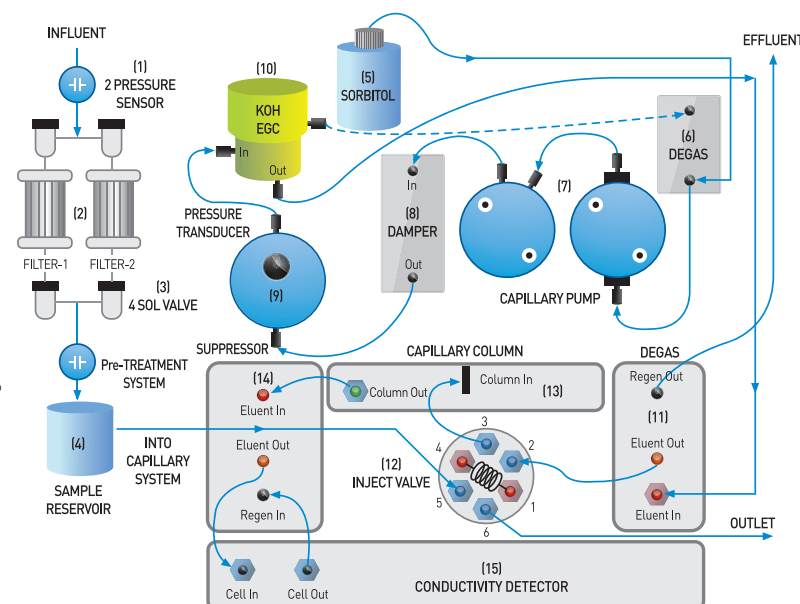 INFLUENT
(1)
2 PRESSURE
SENSOR
(2)
FILTER-1
FILTER-2
(3)
4 SOL VALVE
Pre-TREATMENT
SYSTEM
(4)
SAMPLE
RESERVOIR
INTO
CAPILLARY
SYSTEM
(10)
KOH
EGC
In
Out
PRESSURE
TRANSDUCER
(9)
(5)
SORBITOL
EFFLUENT
(6)
DEGAS
(7)
CAPILLARY PUMP
In
(8)
DAMPER
Out
SUPPRESSOR
(14)
Eluent In
Eluent Out
Regen In
CAPILLARY COLUMN
Column Out
Column In
(13)
DEGAS
Regen Out
(11)
Eluent Out
Eluent In
(12)
INJECT VALVE
3
4
2
5
1
6
OUTLET
(15)
CONDUCTIVITY DETECTOR
Cell In
Cell Out